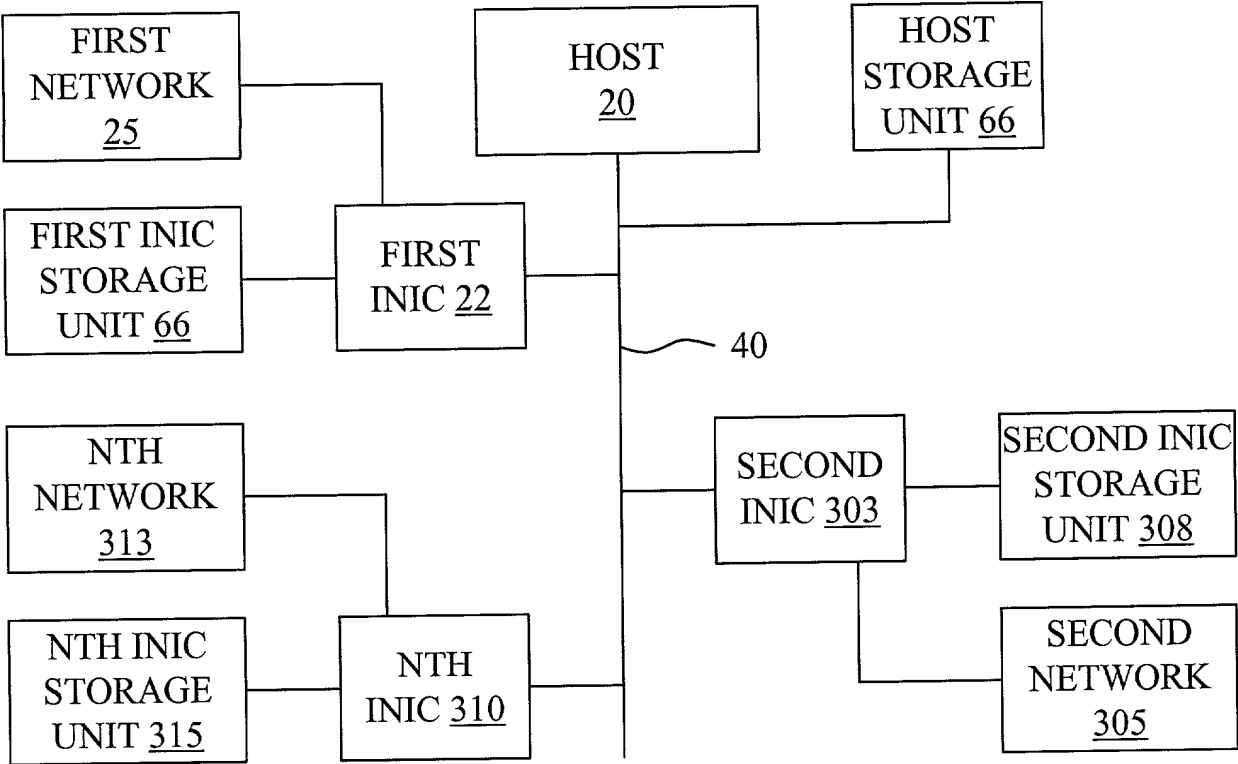 FIRST
NETWORK
25
HOST
20
HOST
STORAGE
UNIT 66
FIRST INIC
STORAGE
UNIT 66
FIRST
INIC 22
40
NTH
NETWORK
313
SECOND
INIC 303
SECOND INIC
STORAGE
UNIT 308
NTH INIC
STORAGE
UNIT 315
NTH
INIC 310
SECOND
NETWORK
305